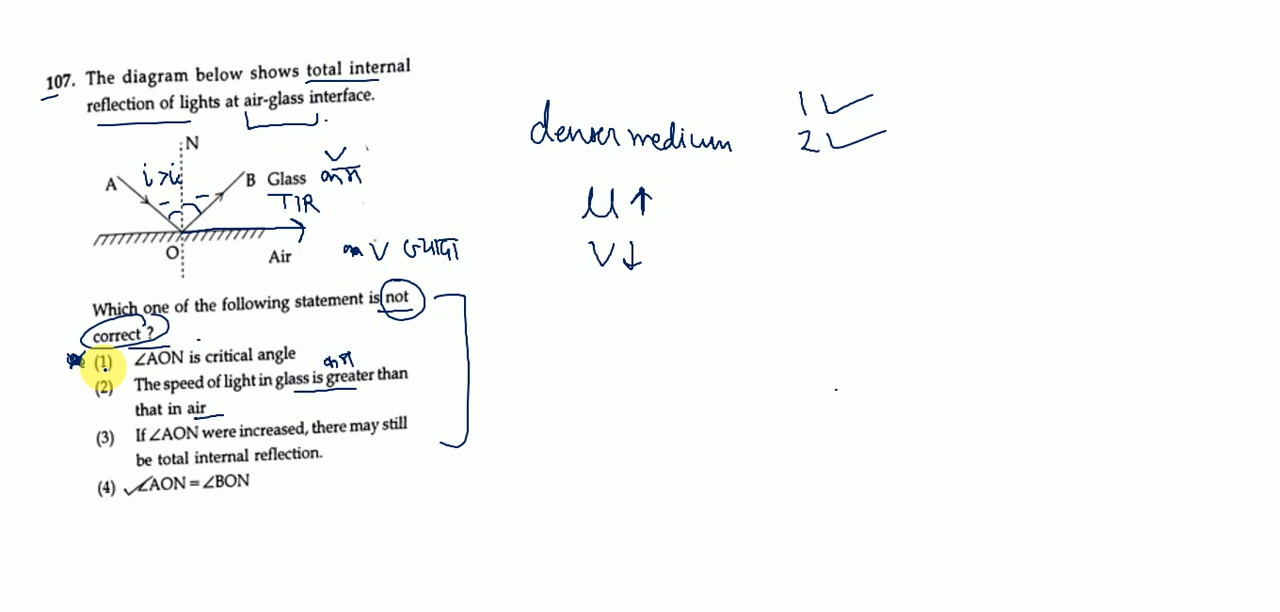 107. The diagram below shows total internal
reflection of lights at air-glass interface.
N
A
i > ic
B Glass
V
TIR
O
Air
V ज्यादा
Which one of the following statement is not
correct ?
(1) ∠AON is critical angle
(2) The speed of light in glass is greater than
that in air
(3) If ∠AON were increased, there may still
be total internal reflection.
(4) ∠AON = ∠BON
denser medium
μ ↑
V ↓
1 ✓
2 ✓